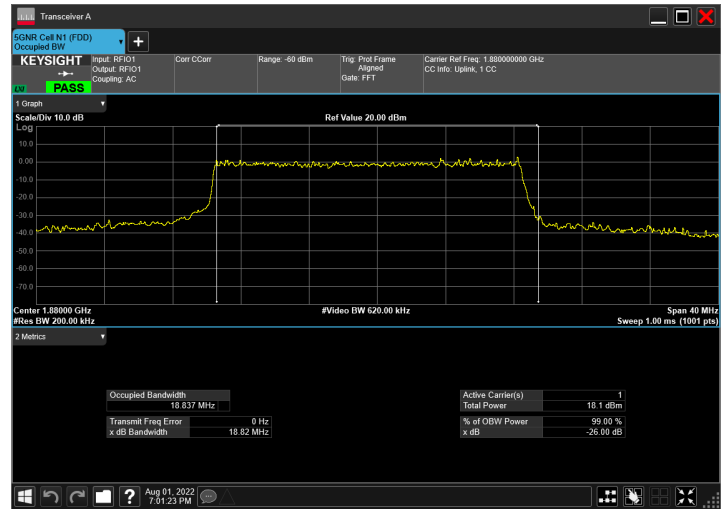 Transceiver A
5GNR Cell N1 (FDD)
Occupied BW
KEYSIGHT
LXI
PASS
Input: RFIO1
Output: RFIO1
Coupling: AC
Corr CCorr
Range: -60 dBm
Trig: Prot Frame
Aligned
Gate: FFT
Carrier Ref Freq: 1.880000000 GHz
CC Info: Uplink, 1 CC
1 Graph
Scale/Div 10.0 dB
Ref Value 20.00 dBm
Log
10.0
0.00
-10.0
-20.0
-30.0
-40.0
-50.0
-60.0
-70.0
Center 1.88000 GHz
#Video BW 620.00 kHz
Span 40 MHz
#Res BW 200.00 kHz
Sweep 1.00 ms (1001 pts)
2 Metrics
Occupied Bandwidth
18.837 MHz
Transmit Freq Error 0 Hz
x dB Bandwidth 18.82 MHz
Active Carrier(s) 1
Total Power 18.1 dBm
% of OBW Power 99.00 %
x dB -26.00 dB
Aug 01, 2022
7:01:23 PM